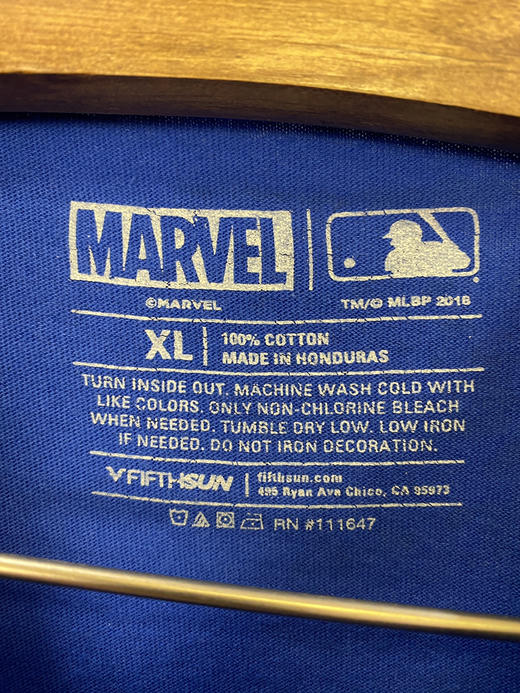 MARVEL
©MARVEL
TM/© MLBP 2016
XL
100% COTTON
MADE IN HONDURAS
TURN INSIDE OUT. MACHINE WASH COLD WITH
LIKE COLORS. ONLY NON-CHLORINE BLEACH
WHEN NEEDED. TUMBLE DRY LOW. LOW IRON
IF NEEDED. DO NOT IRON DECORATION.
FIFTHSUN
fifthsun.com
495 Ryan Ave Chico, CA 95973
RN #111647